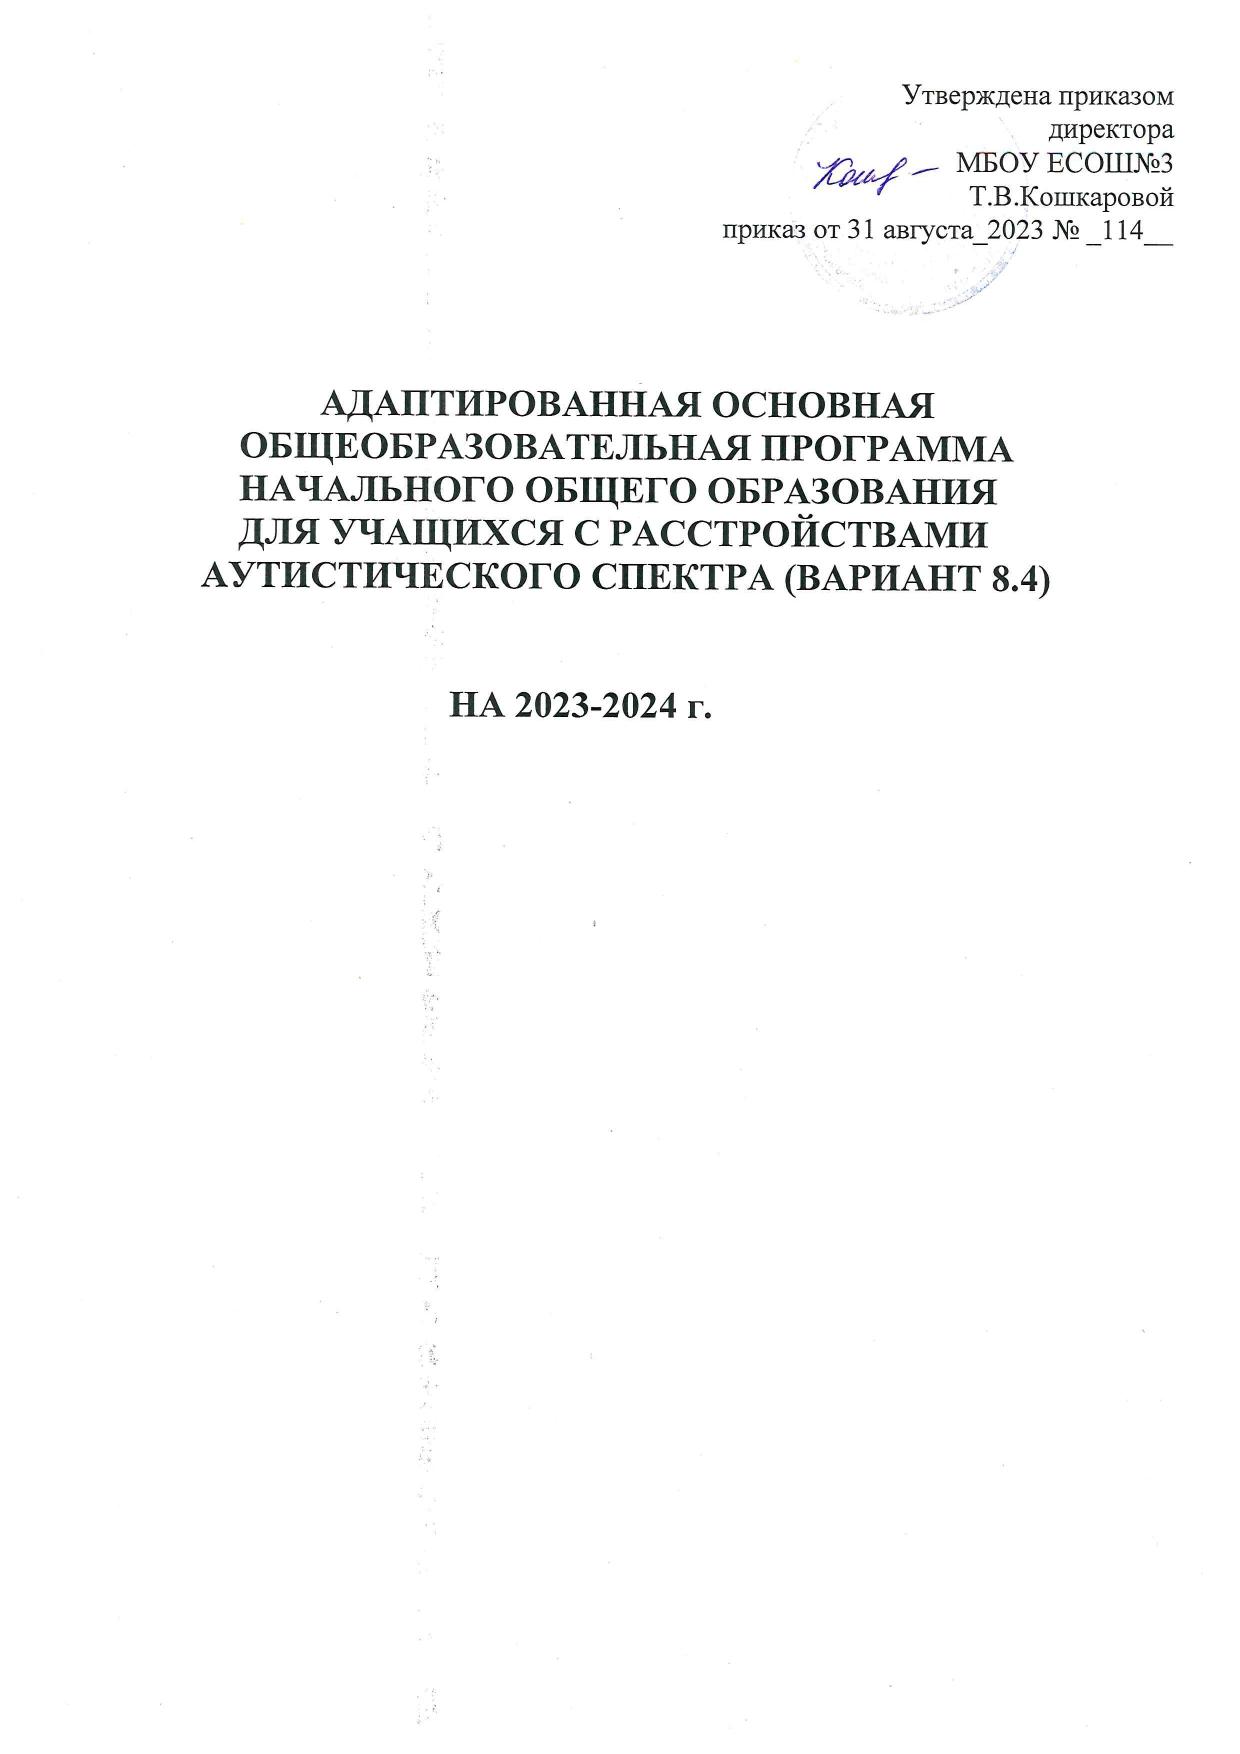 Утверждена приказом
директора
МБОУ ЕСОШ№3
Т.В.Кошкаровой
приказ от 31 августа_2023 № _114__
АДАПТИРОВАННАЯ ОСНОВНАЯ
ОБЩЕОБРАЗОВАТЕЛЬНАЯ ПРОГРАММА
НАЧАЛЬНОГО ОБЩЕГО ОБРАЗОВАНИЯ
ДЛЯ УЧАЩИХСЯ С РАССТРОЙСТВАМИ
АУТИСТИЧЕСКОГО СПЕКТРА (ВАРИАНТ 8.4)
НА 2023-2024 г.